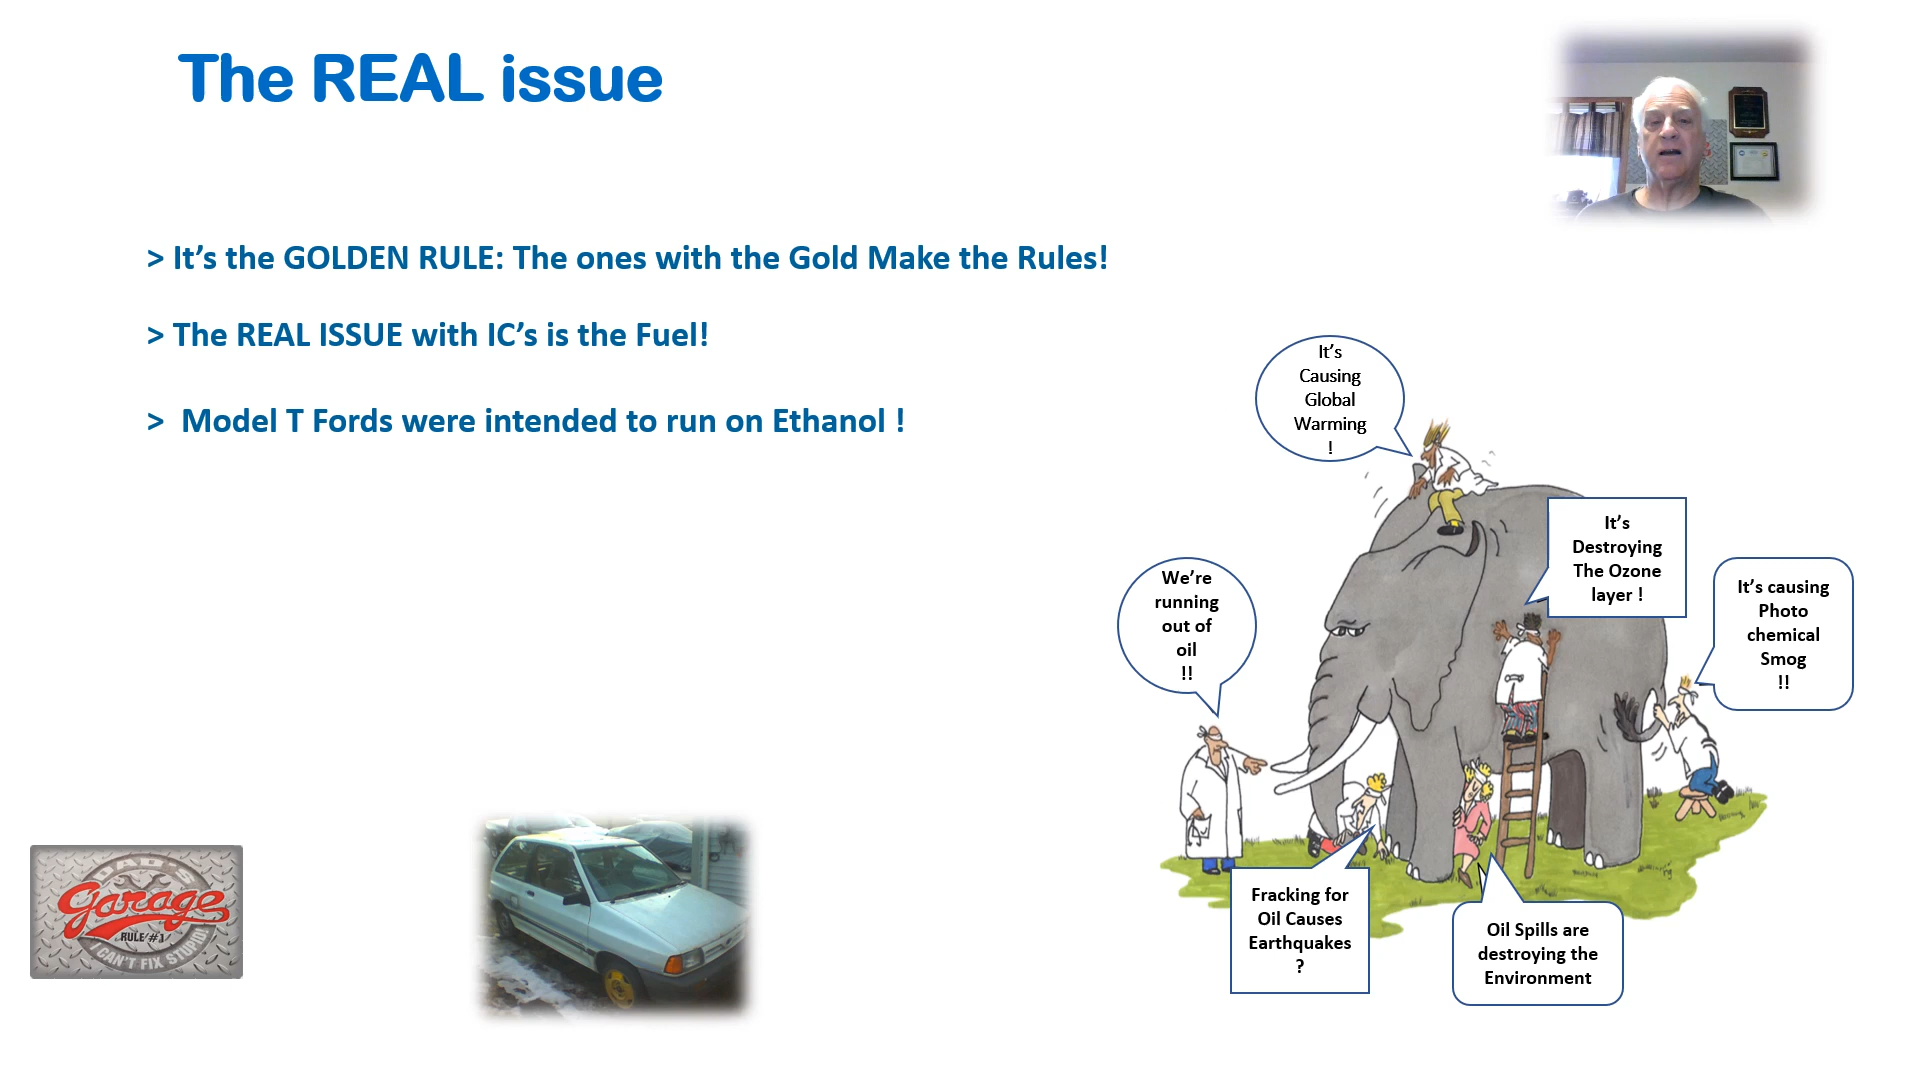 The REAL issue
> It’s the GOLDEN RULE: The ones with the Gold Make the Rules!
> The REAL ISSUE with IC’s is the Fuel!
> Model T Fords were intended to run on Ethanol !
It’s
Causing
Global
Warming
!
It’s
Destroying
The Ozone
layer !
We’re
running
out of
oil
!!
It’s causing
Photo
chemical
Smog
!!
Fracking for
Oil Causes
Earthquakes
?
Oil Spills are
destroying the
Environment
DAD'S
Garage
RULE #1
I CAN'T FIX STUPID!